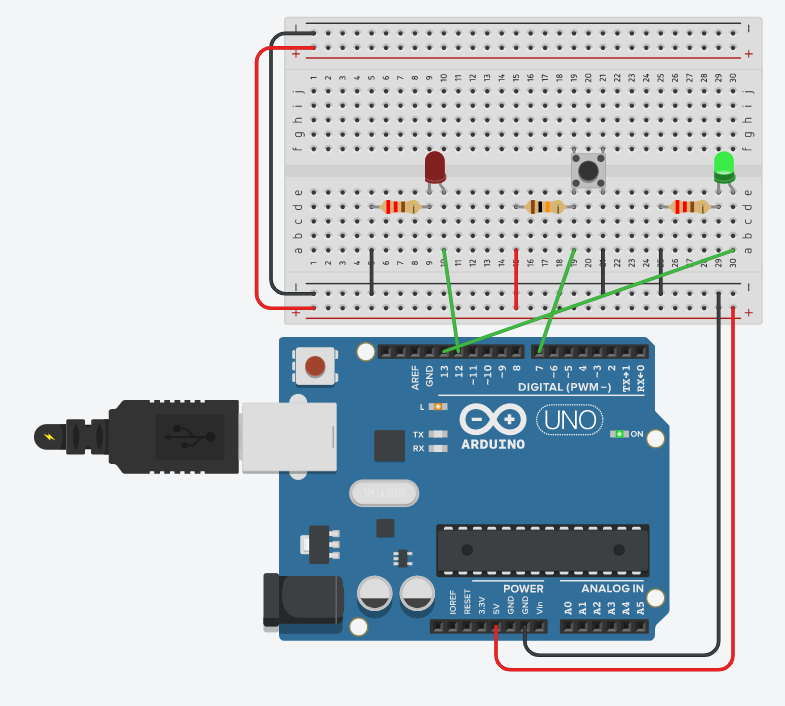 − −
+ +
1 2 3 4 5 6 7 8 9 10 11 12 13 14 15 16 17 18 19 20 21 22 23 24 25 26 27 28 29 30
j j
i i
h h
g g
f f
e e
d d
c c
b b
a a
1 2 3 4 5 6 7 8 9 10 11 12 13 14 15 16 17 18 19 20 21 22 23 24 25 26 27 28 29 30
− −
+ +
AREF GND 13 12 ~11 ~10 ~9 8 7 ~6 ~5 4 ~3 2 TX→1 RX←0
DIGITAL (PWM~)
L
TX
RX
ARDUINO
UNO
ON
POWER ANALOG IN
IOREF RESET 3.3V 5V GND GND Vin A0 A1 A2 A3 A4 A5